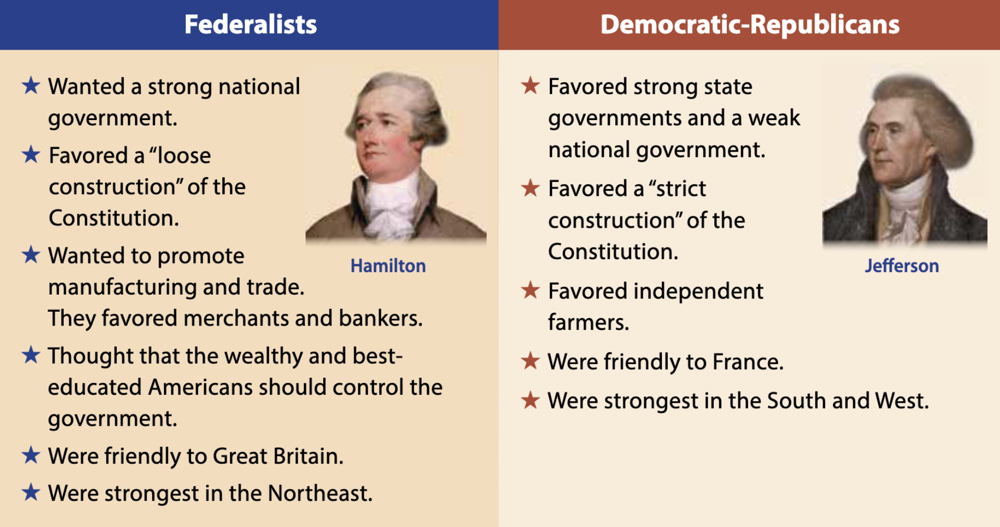 Federalists
★ Wanted a strong national
government.
★ Favored a “loose
construction” of the
Constitution.
★ Wanted to promote
manufacturing and trade.
They favored merchants and bankers.
★ Thought that the wealthy and best-
educated Americans should control the
government.
★ Were friendly to Great Britain.
★ Were strongest in the Northeast.
Hamilton
Democratic-Republicans
★ Favored strong state
governments and a weak
national government.
★ Favored a “strict
construction” of the
Constitution.
★ Favored independent
farmers.
★ Were friendly to France.
★ Were strongest in the South and West.
Jefferson